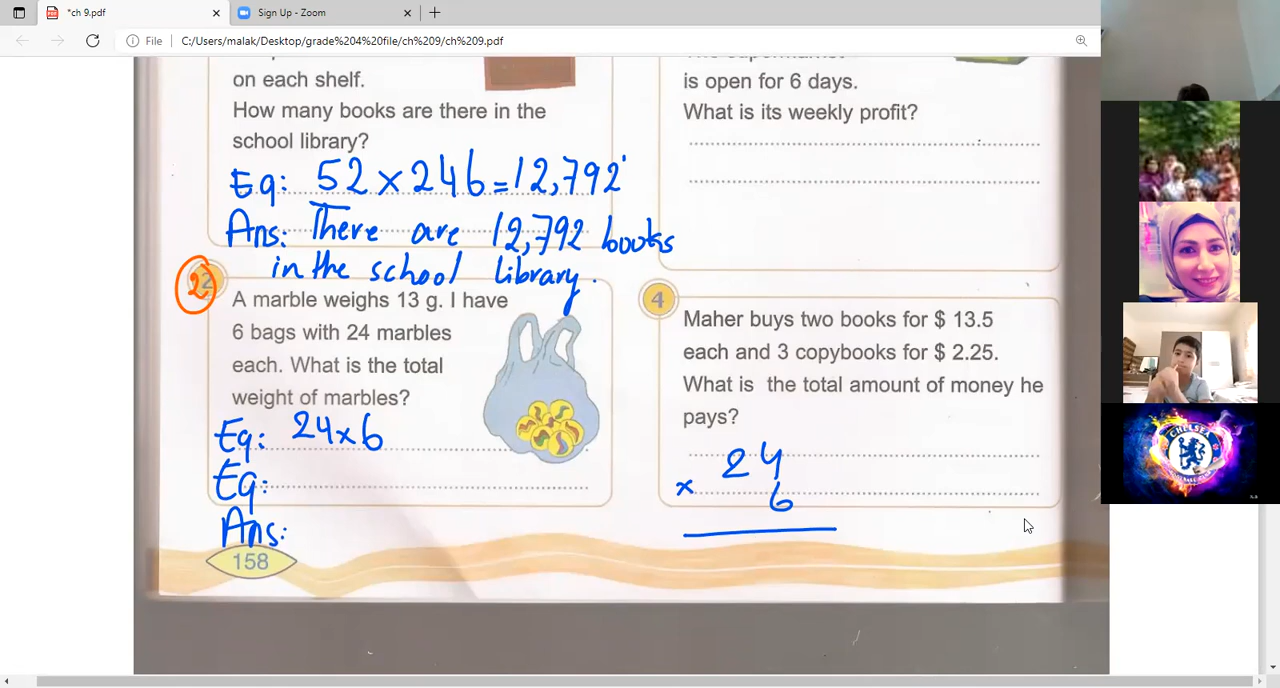 *ch 9.pdf
Sign Up - Zoom
File
C:/Users/malak/Desktop/grade%204%20file/ch%209/ch%209.pdf
on each shelf.
How many books are there in the
school library?
Eq: 52 × 246 = 12,792
Ans: There are 12,792 books
in the school library.
2
A marble weighs 13 g. I have
6 bags with 24 marbles
each. What is the total
weight of marbles?
Eq: 24 × 6
Eq:
Ans:
158
is open for 6 days.
What is its weekly profit?
4
Maher buys two books for $ 13.5
each and 3 copybooks for $ 2.25.
What is the total amount of money he
pays?
24
× 6
CHELSEA